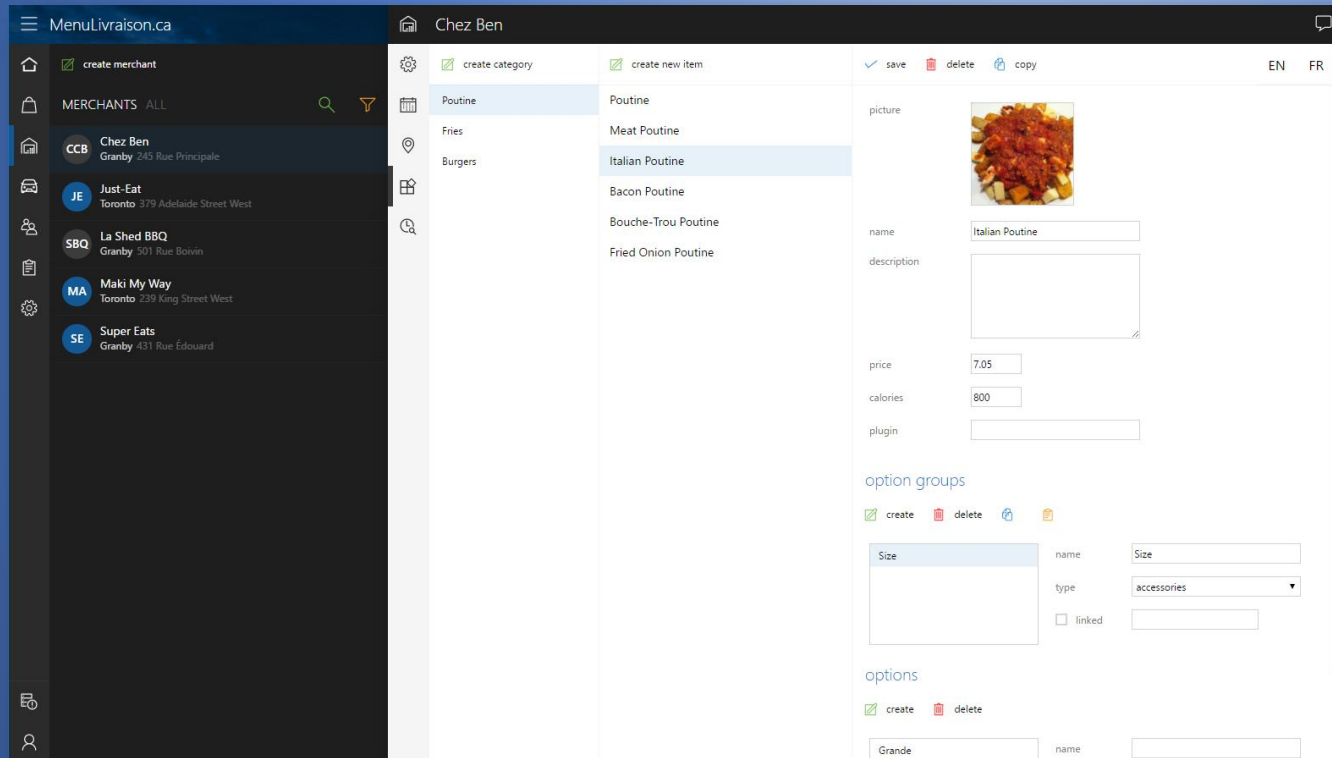 MenuLivraison.ca
create merchant
MERCHANTS ALL
CCB
Chez Ben
Granby 245 Rue Principale
JE
Just-Eat
Toronto 379 Adelaide Street West
SBQ
La Shed BBQ
Granby 501 Rue Boivin
MA
Maki My Way
Toronto 239 King Street West
SE
Super Eats
Granby 431 Rue Édouard
Chez Ben
create category
Poutine
Fries
Burgers
create new item
Poutine
Meat Poutine
Italian Poutine
Bacon Poutine
Bouche-Trou Poutine
Fried Onion Poutine
save delete copy EN FR
picture
name Italian Poutine
description
price 7.05
calories 800
plugin
option groups
create delete
Size
name Size
type accessories
linked
options
create delete
Grande
name